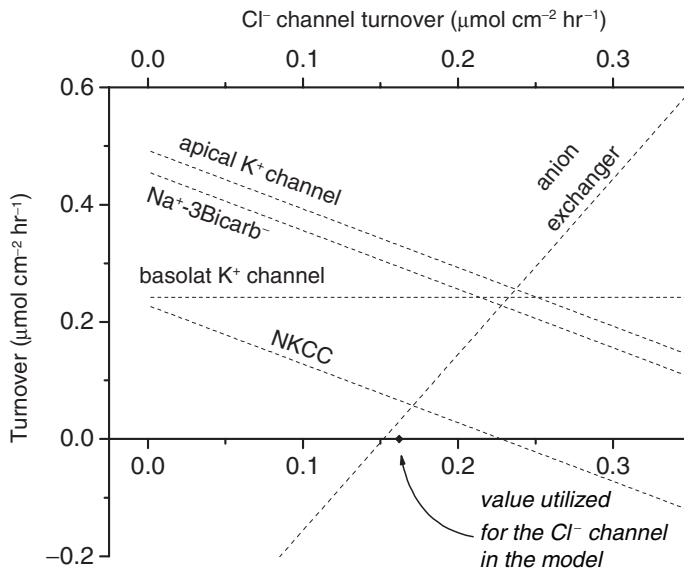 Cl⁻ channel turnover (μmol cm⁻² hr⁻¹)
0.0 0.1 0.2 0.3
0.6
0.4
0.2
0.0
−0.2
Turnover (μmol cm⁻² hr⁻¹)
apical K⁺ channel
Na⁺-3Bicarb⁻
basolat K⁺ channel
NKCC
anion
exchanger
0.0 0.1 0.2 0.3
value utilized
for the Cl⁻ channel
in the model